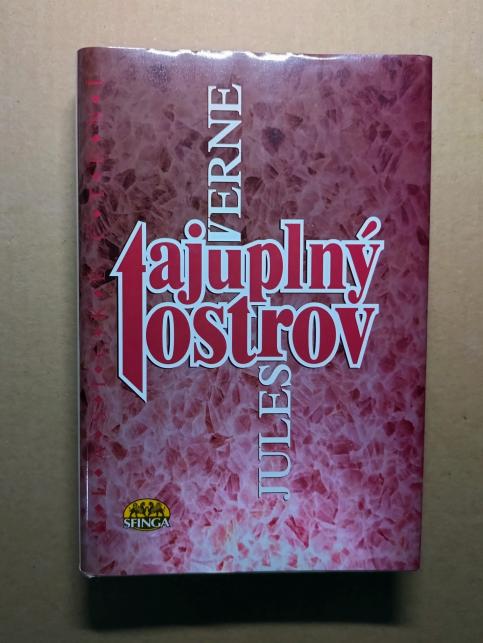 JULES VERNE
tajuplný
ostrov
SFINGA